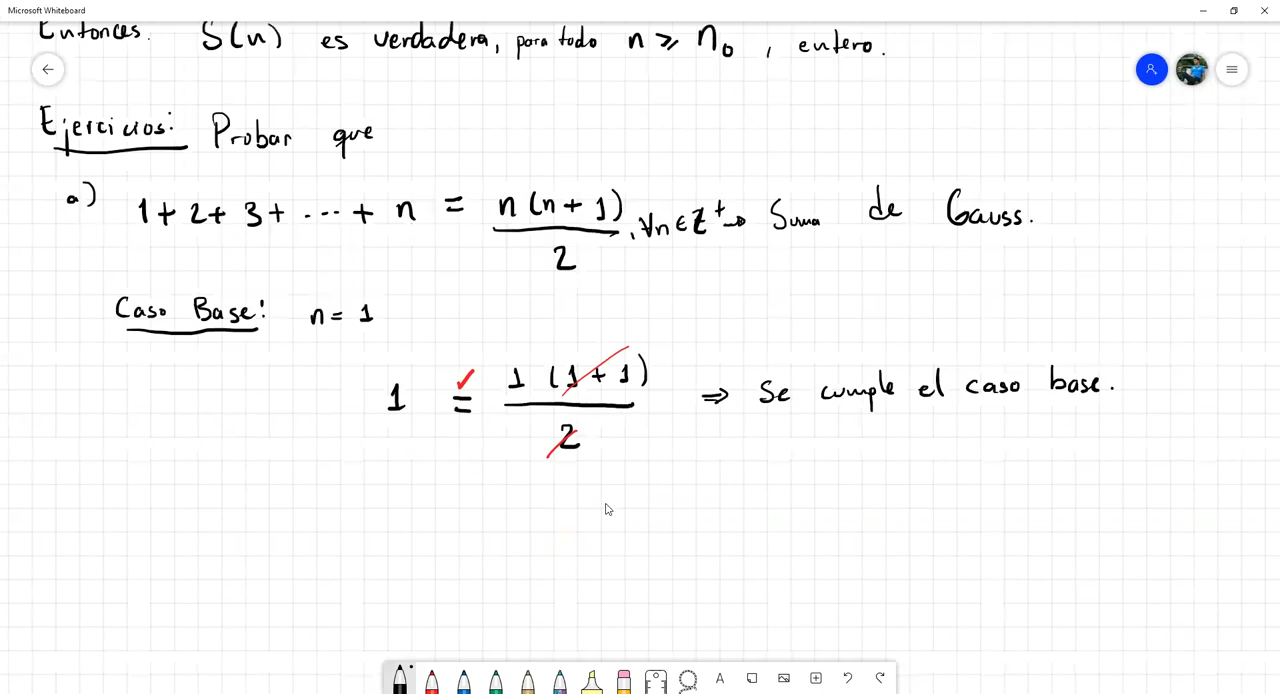 Microsoft Whiteboard
Entonces. S(n) es verdadera, para todo n ≥ n₀, entero.
Ejercicios: Probar que
a) 1 + 2 + 3 + ... + n = n(n+1)/2, ∀n ∈ Z⁺ → Suma de Gauss.
Caso Base: n = 1
1 = 1(1+1)/2 ⇒ Se cumple el caso base.